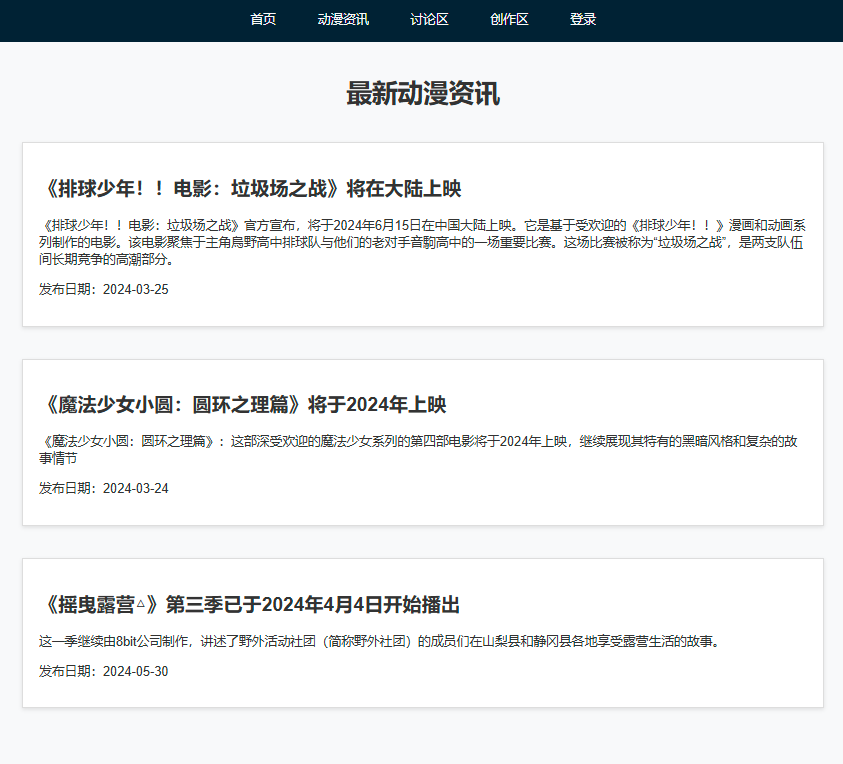 首页 动漫资讯 讨论区 创作区 登录
最新动漫资讯
《排球少年！！电影：垃圾场之战》将在大陆上映
《排球少年！！电影：垃圾场之战》官方宣布，将于2024年6月15日在中国大陆上映。它是基于受欢迎的《排球少年！！》漫画和动画系
列制作的电影。该电影聚焦于主角鸟野高中排球队与他们的老对手音駒高中的一场重要比赛。这场比赛被称为“垃圾场之战”，是两支队伍
间长期竞争的高潮部分。
发布日期：2024-03-25
《魔法少女小圆：圆环之理篇》将于2024年上映
《魔法少女小圆：圆环之理篇》：这部深受欢迎的魔法少女系列的第四部电影将于2024年上映，继续展现其特有的黑暗风格和复杂的故
事情节
发布日期：2024-03-24
《摇曳露营△》第三季已于2024年4月4日开始播出
这一季继续由8bit公司制作，讲述了野外活动社团（简称野外社团）的成员们在山梨县和静冈县各地享受露营生活的故事。
发布日期：2024-05-30